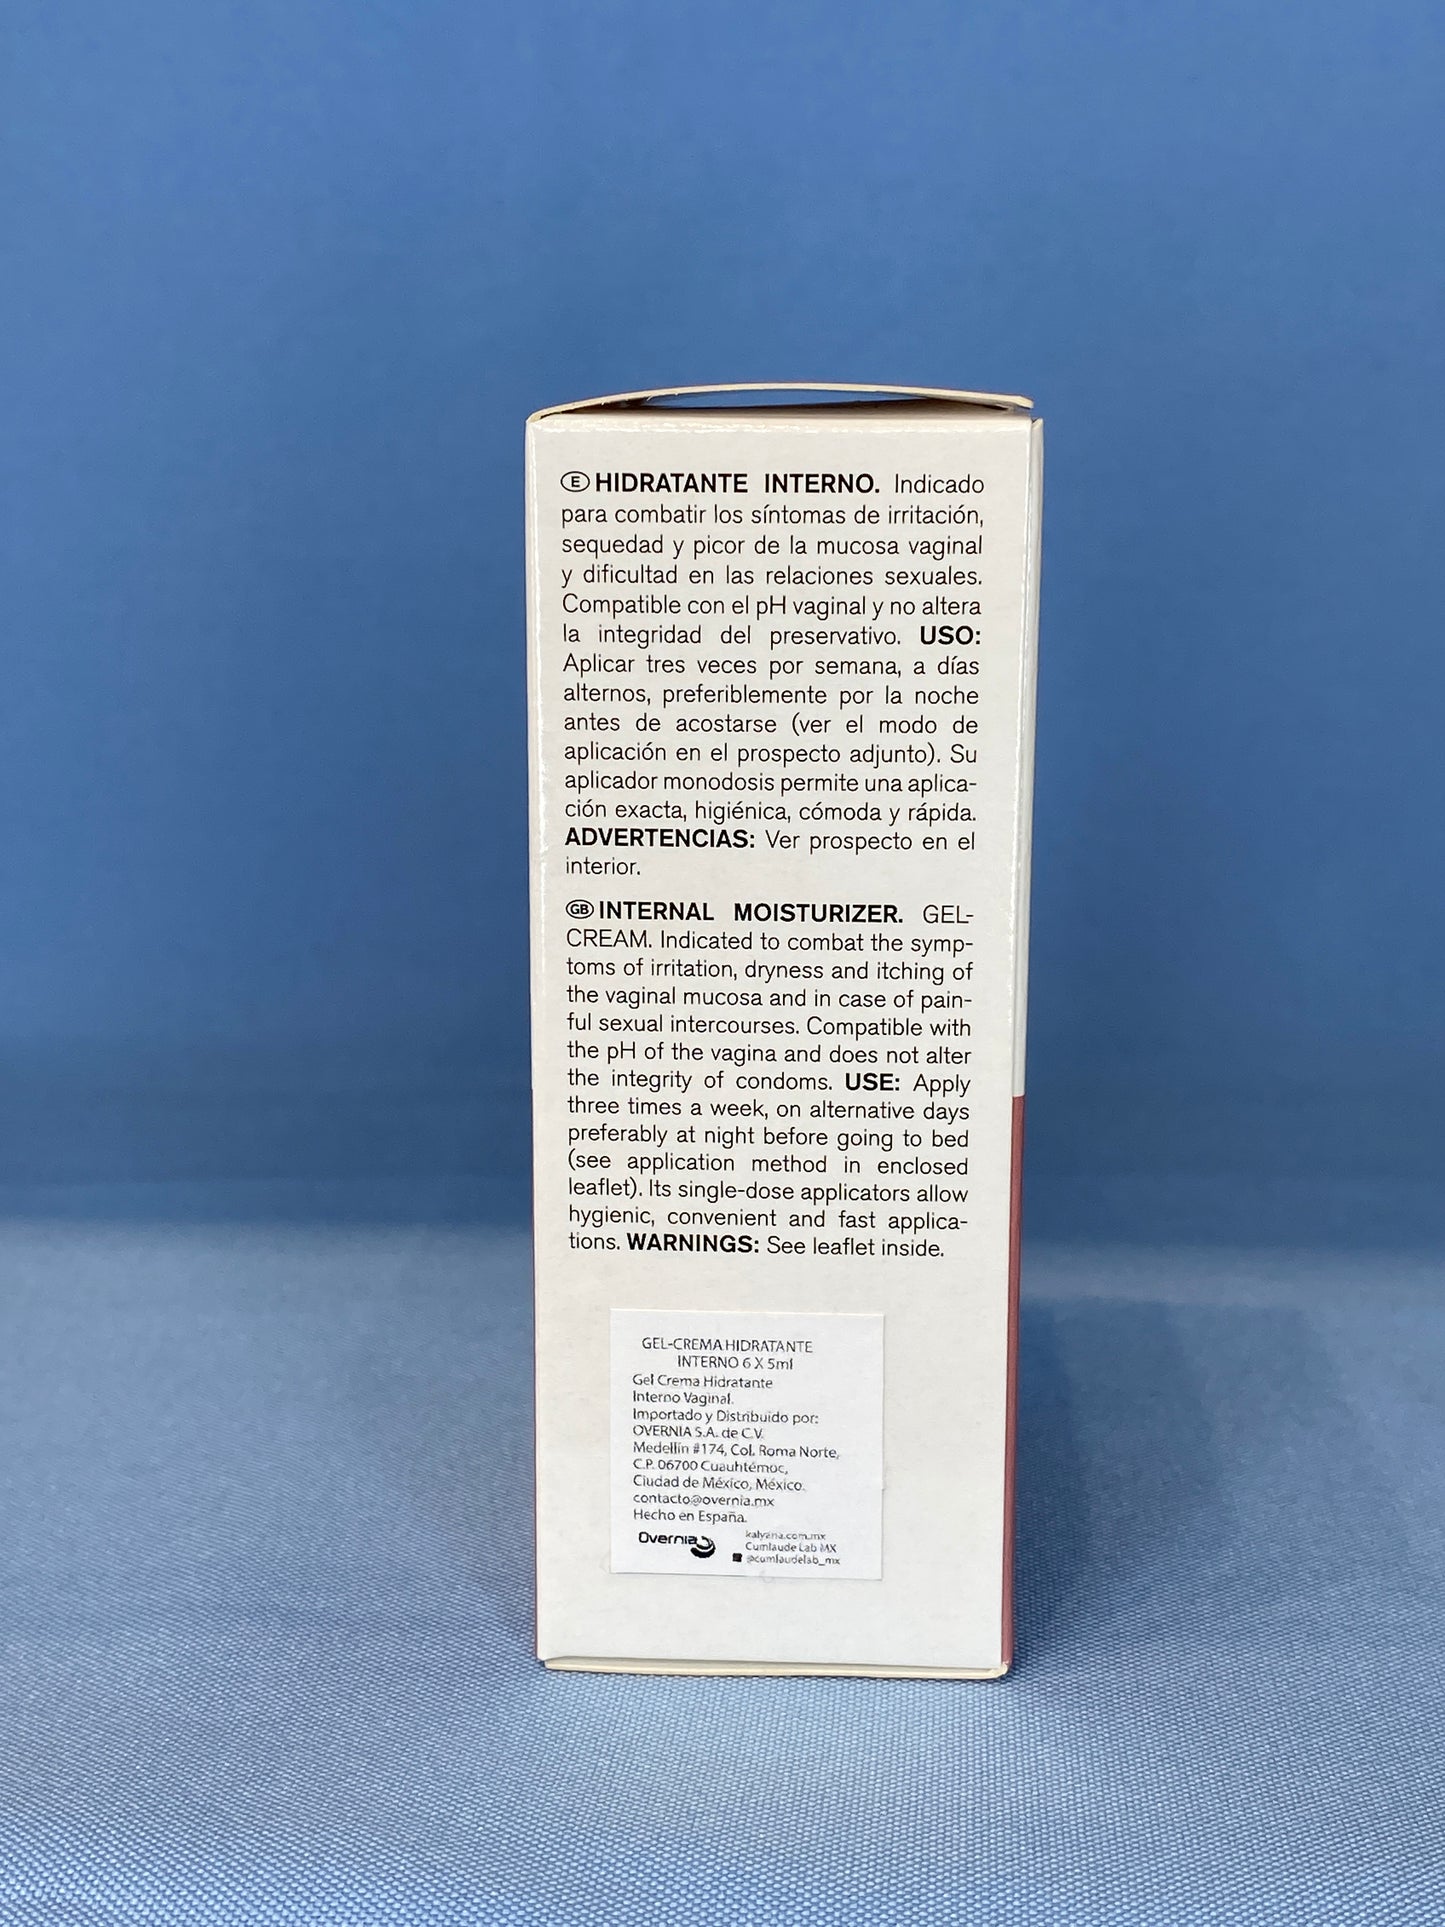 E HIDRATANTE INTERNO. Indicado
para combatir los síntomas de irritación,
sequedad y picor de la mucosa vaginal
y dificultad en las relaciones sexuales.
Compatible con el pH vaginal y no altera
la integridad del preservativo. USO:
Aplicar tres veces por semana, a días
alternos, preferiblemente por la noche
antes de acostarse (ver el modo de
aplicación en el prospecto adjunto). Su
aplicador monodosis permite una aplica-
ción exacta, higiénica, cómoda y rápida.
ADVERTENCIAS: Ver prospecto en el
interior.
GB INTERNAL MOISTURIZER. GEL-
CREAM. Indicated to combat the symp-
toms of irritation, dryness and itching of
the vaginal mucosa and in case of pain-
ful sexual intercourses. Compatible with
the pH of the vagina and does not alter
the integrity of condoms. USE: Apply
three times a week, on alternative days
preferably at night before going to bed
(see application method in enclosed
leaflet). Its single-dose applicators allow
hygienic, convenient and fast applica-
tions. WARNINGS: See leaflet inside.
GEL-CREMA HIDRATANTE
INTERNO 6 X 5ml
Gel Crema Hidratante
Interno Vaginal.
Importado y Distribuido por:
OVERNIA S.A. de C.V.
Medellín #174, Col. Roma Norte,
C.P. 06700 Cuauhtémoc,
Ciudad de México, México.
contacto@overnia.mx
Hecho en España.
Overnia
kalyana.com.mx
Cumlaude Lab MX
@cumlaudelab_mx